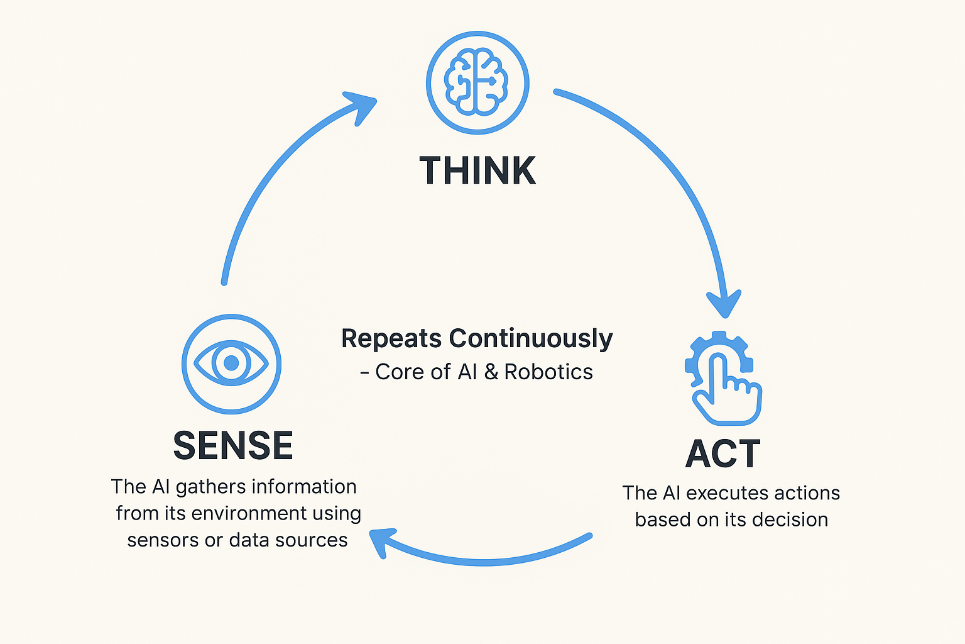 THINK
Repeats Continuously
– Core of AI & Robotics
SENSE
The AI gathers information
from its environment using
sensors or data sources
ACT
The AI executes actions
based on its decision